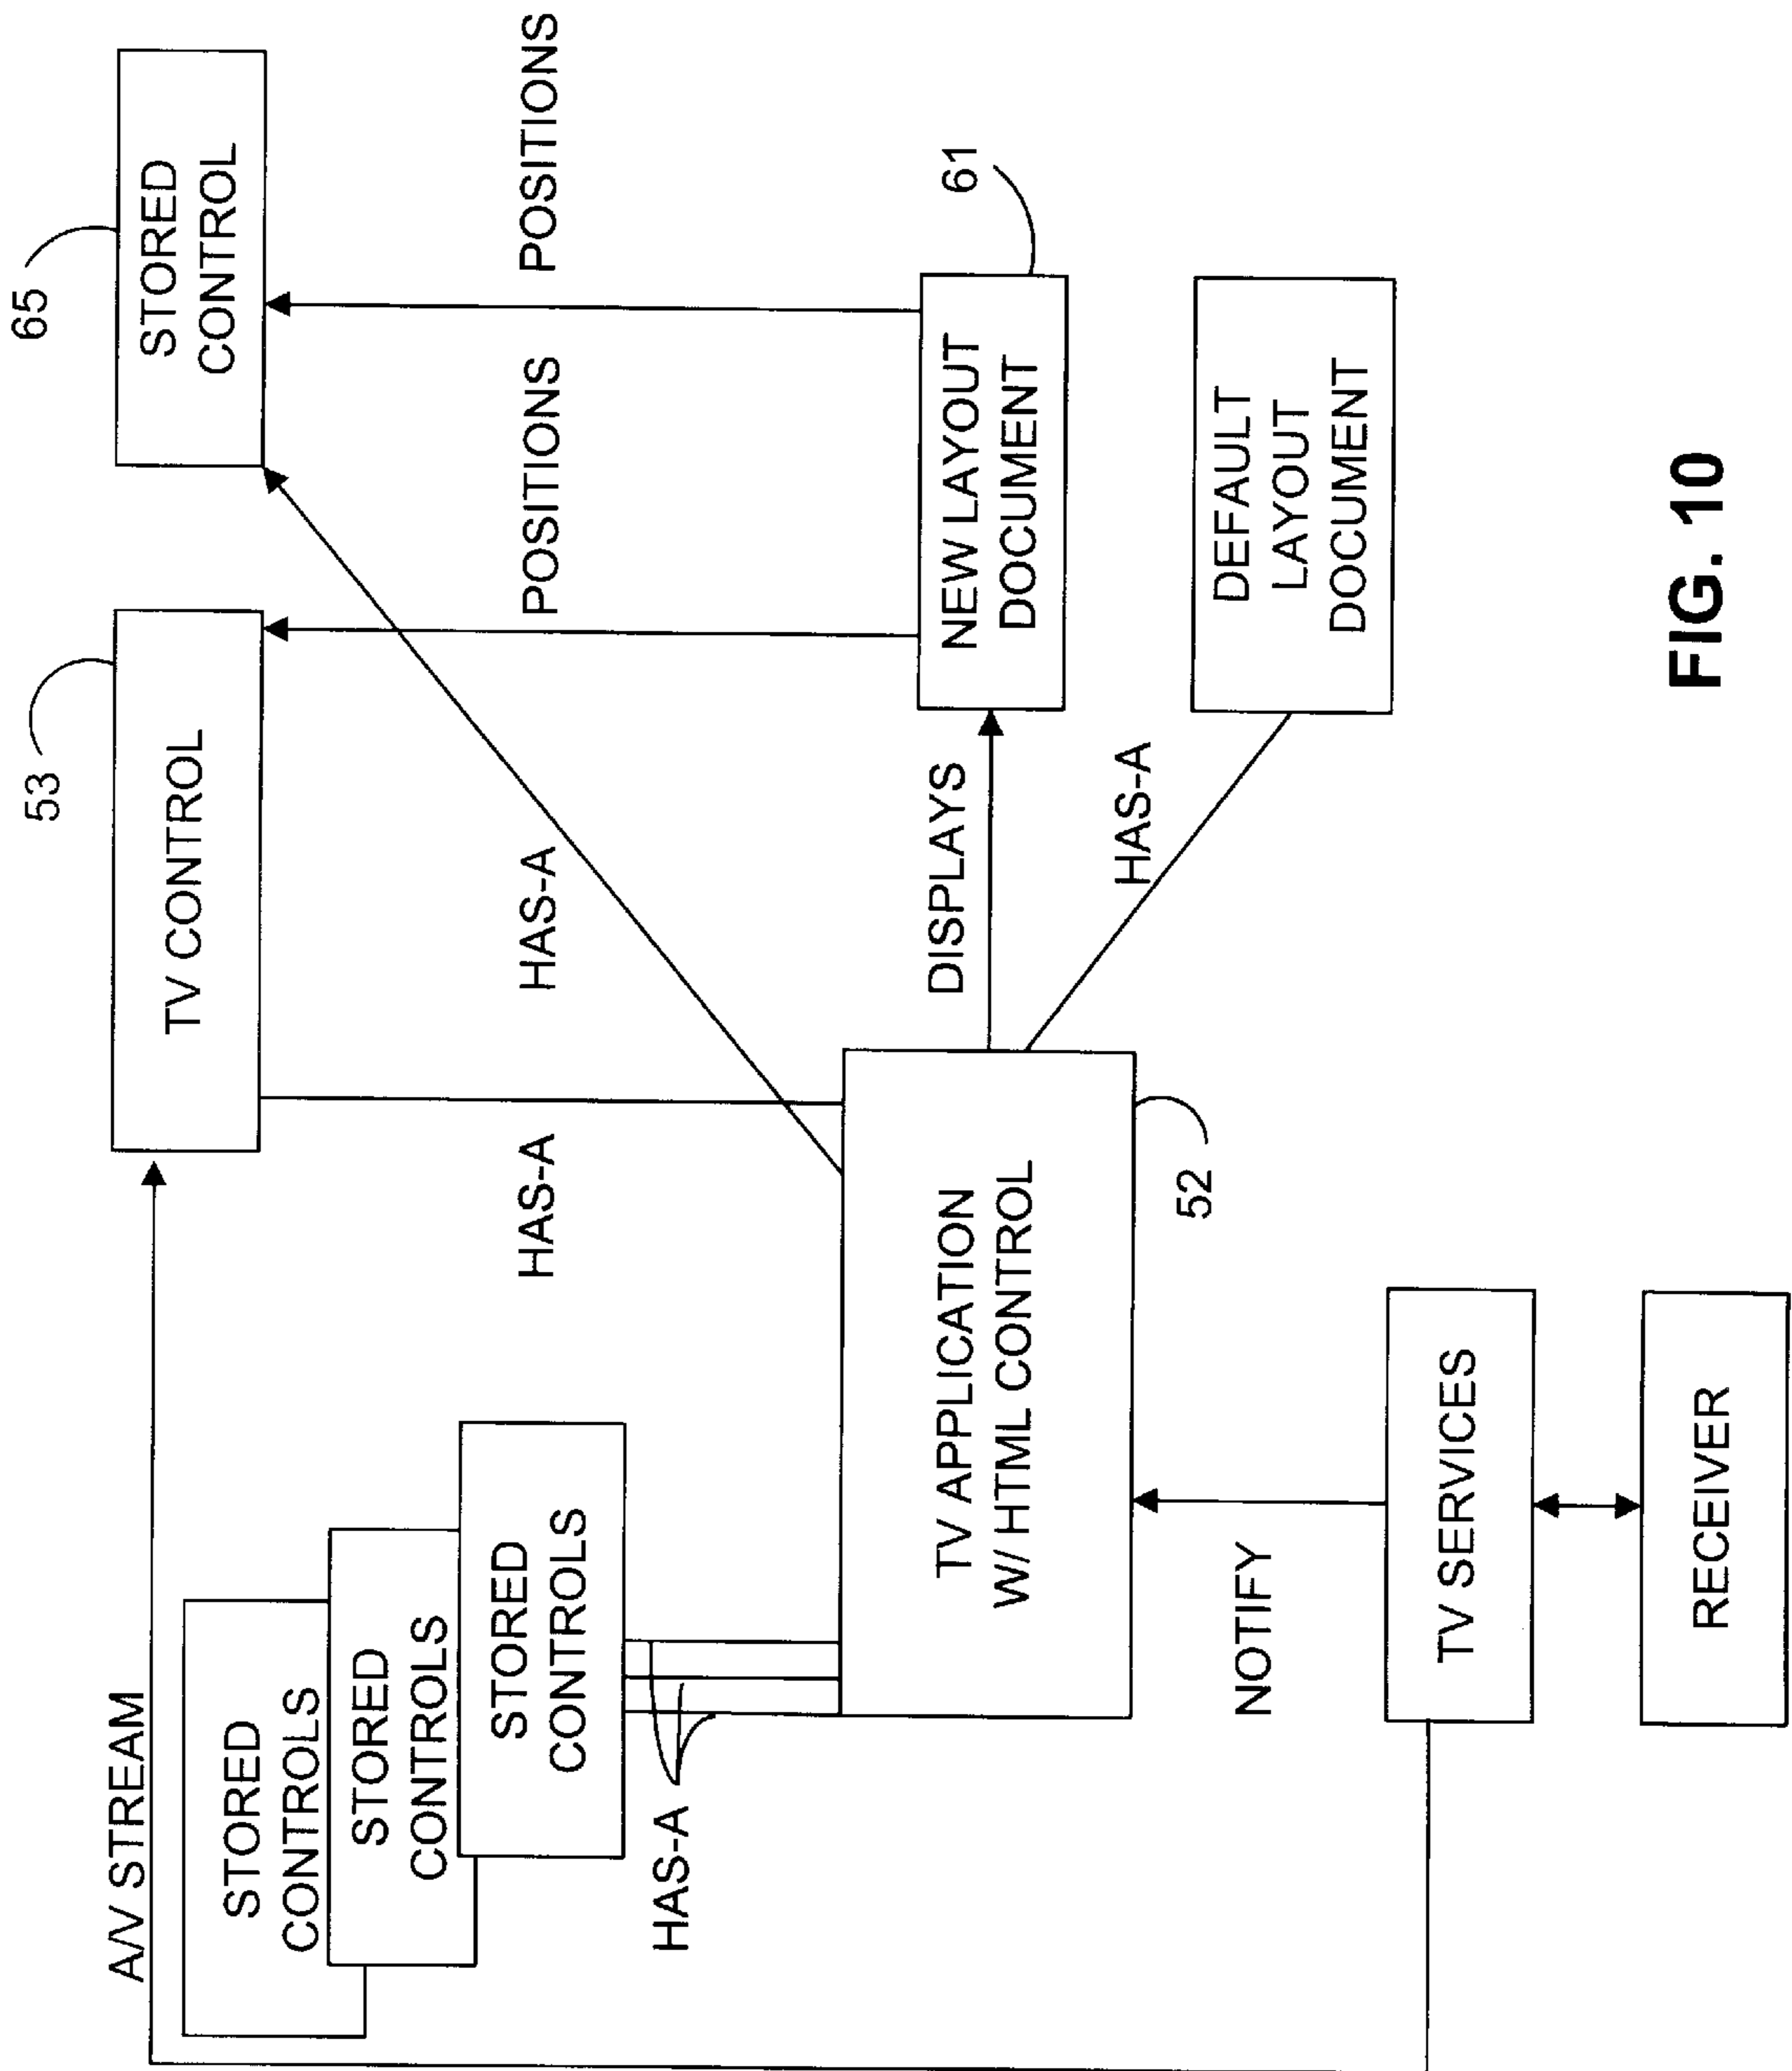 A/V STREAM
STORED
CONTROLS
STORED
CONTROLS
STORED
CONTROLS
HAS-A
53
TV CONTROL
65
STORED
CONTROL
HAS-A
HAS-A
POSITIONS
POSITIONS
TV APPLICATION
W/ HTML CONTROL
52
DISPLAYS
NEW LAYOUT
DOCUMENT
61
HAS-A
DEFAULT
LAYOUT
DOCUMENT
NOTIFY
TV SERVICES
RECEIVER
FIG. 10